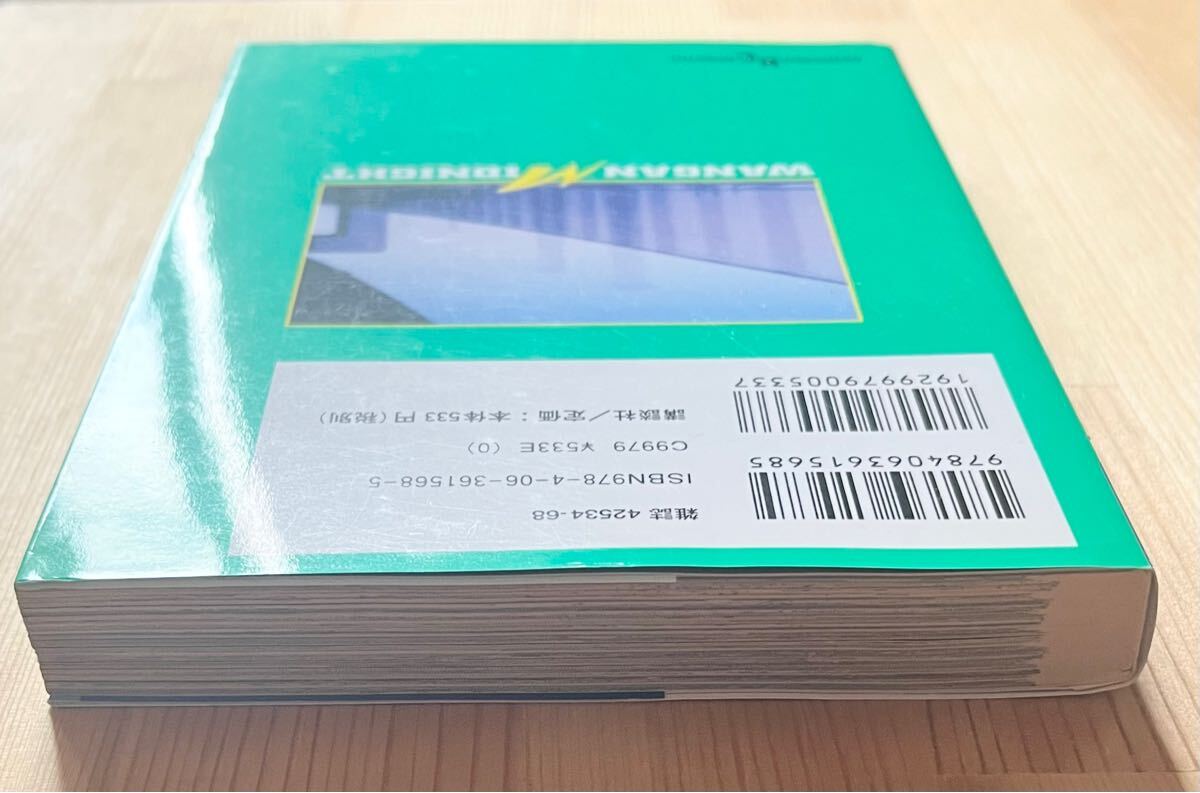 雑誌 42534-68
ISBN978-4-06-361568-5
C9979 ¥533E (0)
講談社/定価:本体533円(税別)
9784063615685
1929979005337
WANGAN MIDNIGHT